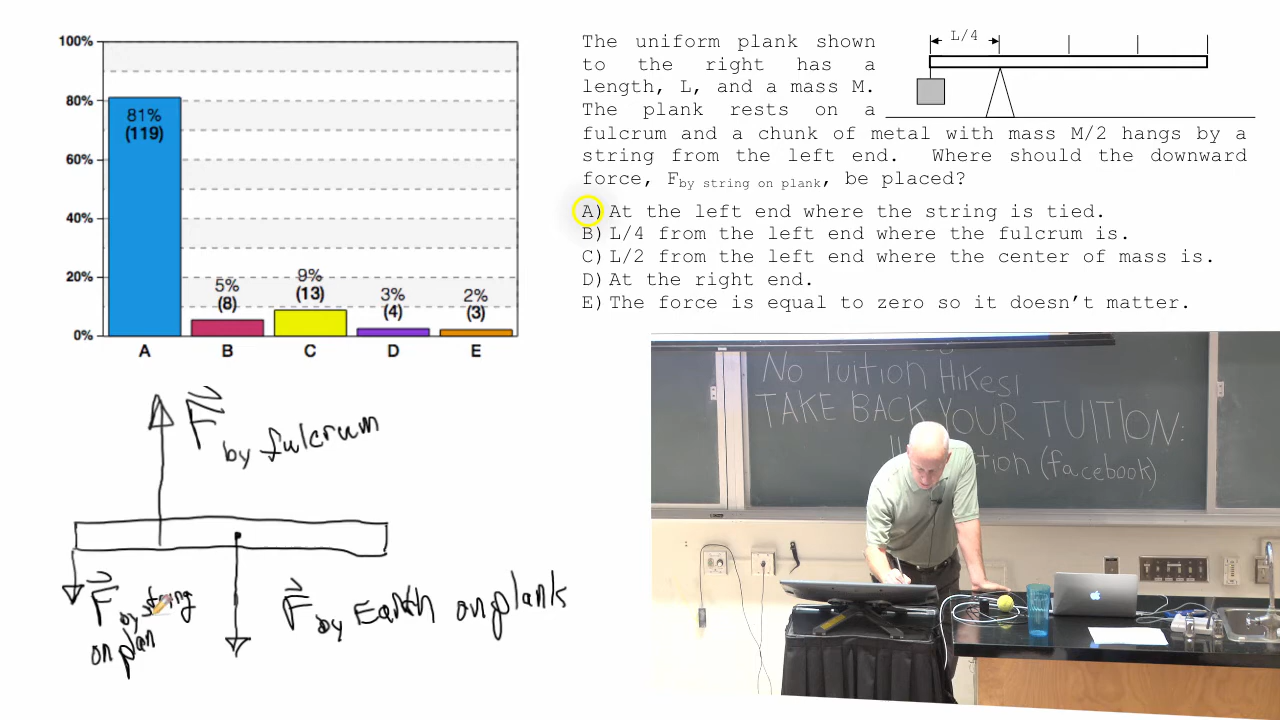 100%
80%
60%
40%
20%
0%
81%
(119)
5%
(8)
9%
(13)
3%
(4)
2%
(3)
A B C D E
The uniform plank shown
to the right has a
length, L, and a mass M.
The plank rests on a
fulcrum and a chunk of metal with mass M/2 hangs by a
string from the left end. Where should the downward
force, Fby string on plank, be placed?
A) At the left end where the string is tied.
B) L/4 from the left end where the fulcrum is.
C) L/2 from the left end where the center of mass is.
D) At the right end.
E) The force is equal to zero so it doesn't matter.
L/4
F by fulcrum
F by string
on plan
F by Earth on planks
No Tuition Hikes!
TAKE BACK YOUR TUITION:
(facebook)